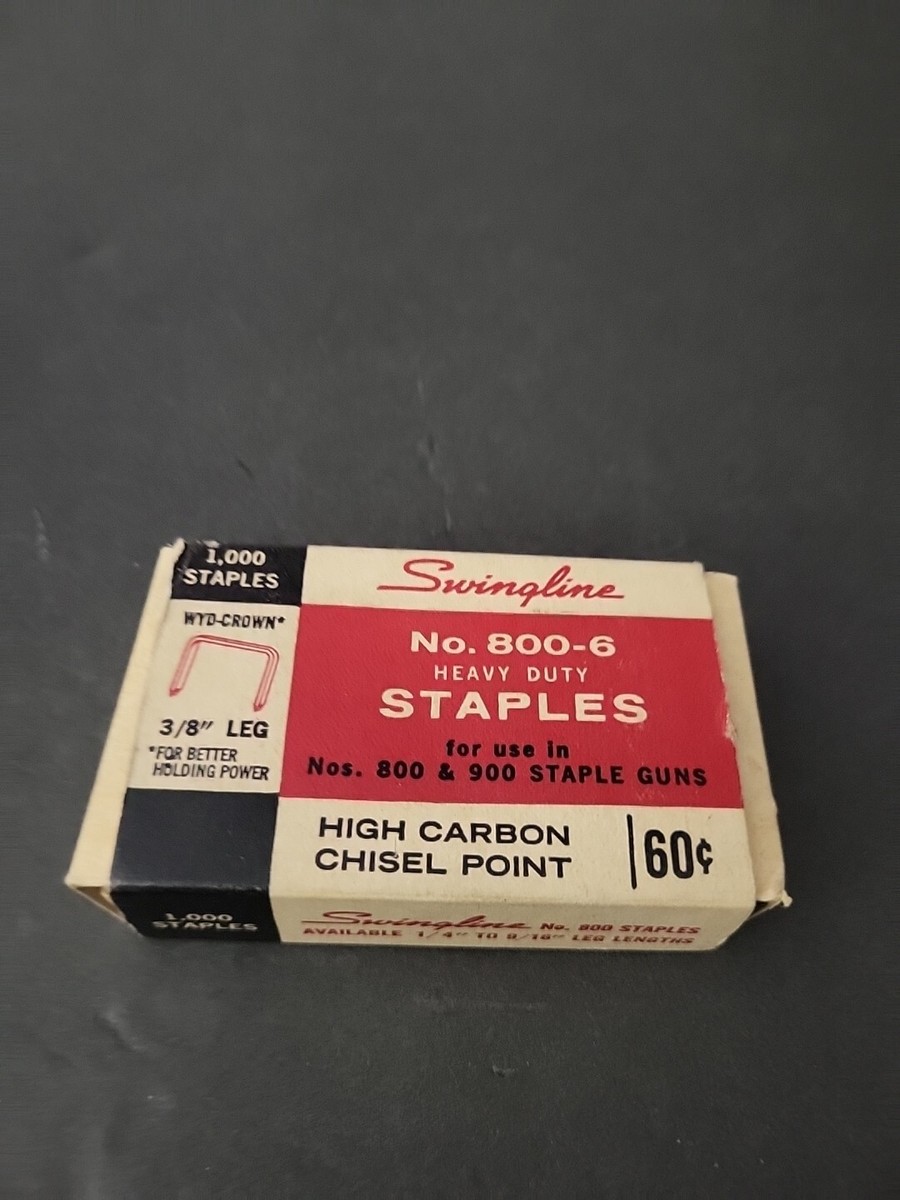 1,000
STAPLES
WYD-CROWN*
3/8" LEG
*FOR BETTER
HOLDING POWER
Swingline
No. 800-6
HEAVY DUTY
STAPLES
for use in
Nos. 800 & 900 STAPLE GUNS
HIGH CARBON
CHISEL POINT
60¢
1,000
STAPLES
Swingline No. 800 STAPLES
AVAILABLE 1/4" TO 9/16" LEG LENGTHS